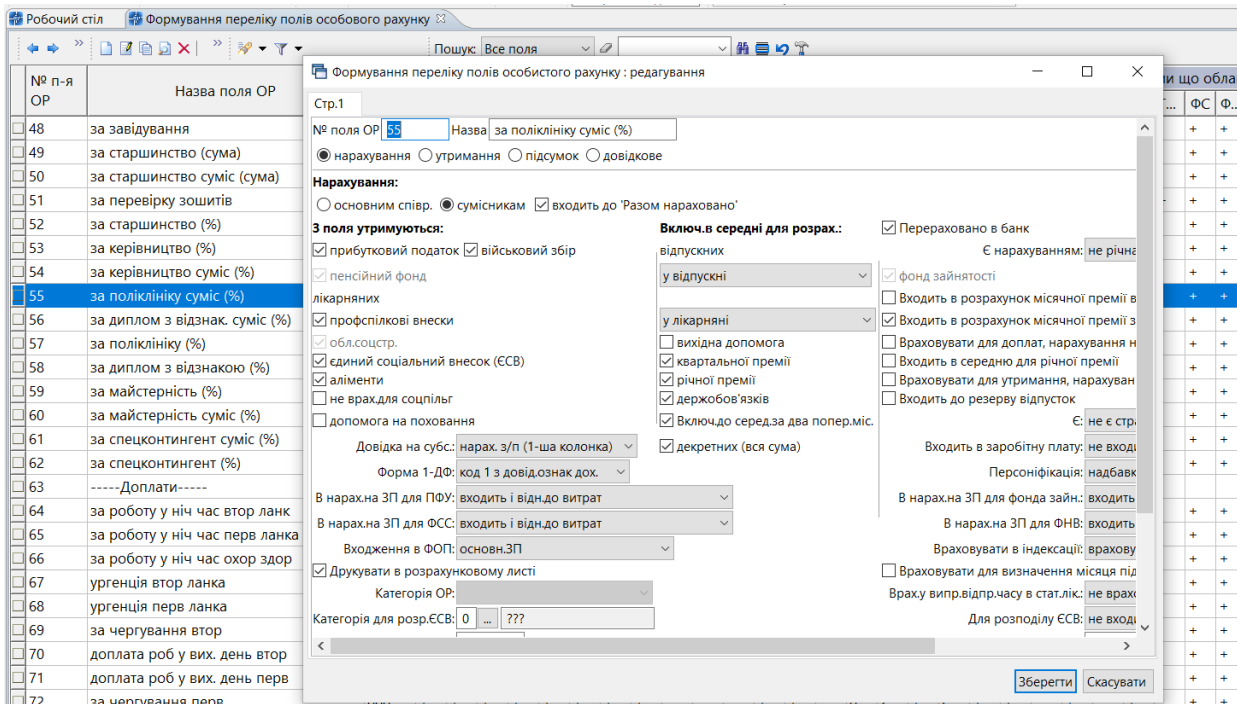 Робочий стіл Формування переліку полів особового рахунку
Пошук: Все поля
№ п-я ОР Назва поля ОР
48 за завідування + +
49 за старшинство (сума) + +
50 за старшинство суміс (сума) + +
51 за перевірку зошитів + +
52 за старшинство (%) + +
53 за керівництво (%) + +
54 за керівництво суміс (%) + +
55 за поліклініку суміс (%) + +
56 за диплом з відзнак. суміс (%) + +
57 за поліклініку (%) + +
58 за диплом з відзнакою (%) + +
59 за майстерність (%) + +
60 за майстерність суміс (%) + +
61 за спецконтингент суміс (%) + +
62 за спецконтингент (%) + +
63 -----Доплати-----
64 за роботу у ніч час втор ланк + +
65 за роботу у ніч час перв ланка + +
66 за роботу у ніч час охор здор + +
67 ургенція втор ланка + +
68 ургенція перв ланка + +
69 за чергування втор + +
70 доплата роб у вих. день втор + +
71 доплата роб у вих. день перв + +
72 за чергування перв + +
що обла
ФС Ф...
Формування переліку полів особистого рахунку : редагування
Стр.1
№ поля ОР 55 Назва за поліклініку суміс (%)
нарахування утримання підсумок довідкове
Нарахування:
основним співр. сумісникам входить до 'Разом нараховано'
З поля утримуються: Включ.в середні для розрах.: Перераховано в банк
прибутковий податок військовий збір відпускних Є нарахуванням: не річна
пенсійний фонд у відпускні фонд зайнятості
лікарняних Входить в розрахунок місячної премії в
профспілкові внески у лікарняні Входить в розрахунок місячної премії з
обл.соцстр. вихідна допомога Враховувати для доплат, нарахування н
єдиний соціальний внесок (ЄСВ) квартальної премії Входить в середню для річної премії
аліменти річної премії Враховувати для утримання, нарахуван
не врах.для соцпільг держобов'язків Входить до резерву відпусток
допомога на поховання Включ.до серед.за два попер.міс. Є: не є стра
Довідка на субс.: нарах. з/п (1-ша колонка) декретних (вся сума) Входить в заробітну плату: не входи
Форма 1-ДФ: код 1 з довід.ознак дох. Персоніфікація: надбавк
В нарах.на ЗП для ПФУ: входить і відн.до витрат В нарах.на ЗП для фонда зайн.: входить
В нарах.на ЗП для ФСС: входить і відн.до витрат В нарах.на ЗП для ФНВ: входить
Входження в ФОП: основн.ЗП Враховувати в індексації: врахову
Друкувати в розрахунковому листі Враховувати для визначення місяця під
Категорія ОР: Врах.у випр.відпр.часу в стат.лік.: не врахо
Категорія для розр.ЄСВ: 0 ... ??? Для розподілу ЄСВ: не входи
Зберегти Скасувати